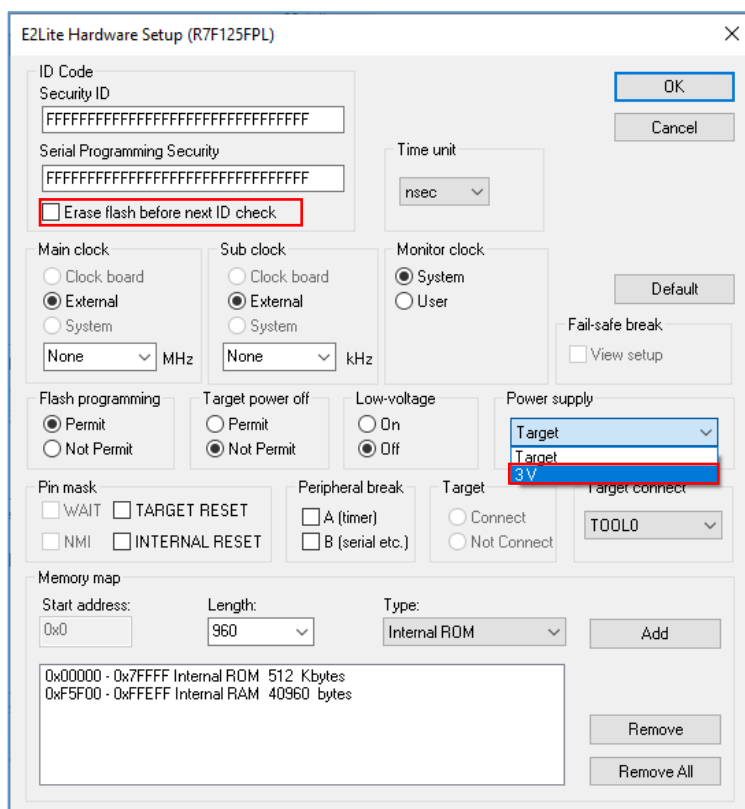 E2Lite Hardware Setup (R7F125FPL)
ID Code
Security ID
FFFFFFFFFFFFFFFFFFFFFFFFFFFFFFFF
Serial Programming Security
FFFFFFFFFFFFFFFFFFFFFFFFFFFFFFFF
Erase flash before next ID check
Time unit
nsec
OK
Cancel
Main clock
Clock board
External
System
None MHz
Sub clock
Clock board
External
System
None kHz
Monitor clock
System
User
Default
Fail-safe break
View setup
Flash programming
Permit
Not Permit
Target power off
Permit
Not Permit
Low-voltage
On
Off
Power supply
Target
Target
3 V
Pin mask
WAIT TARGET RESET
NMI INTERNAL RESET
Peripheral break
A (timer)
B (serial etc.)
Target
Connect
Not Connect
Target connect
TOOL0
Memory map
Start address:
0x0
Length:
960
Type:
Internal ROM
Add
0x00000 - 0x7FFFF Internal ROM 512 Kbytes
0xF5F00 - 0xFFEFF Internal RAM 40960 bytes
Remove
Remove All